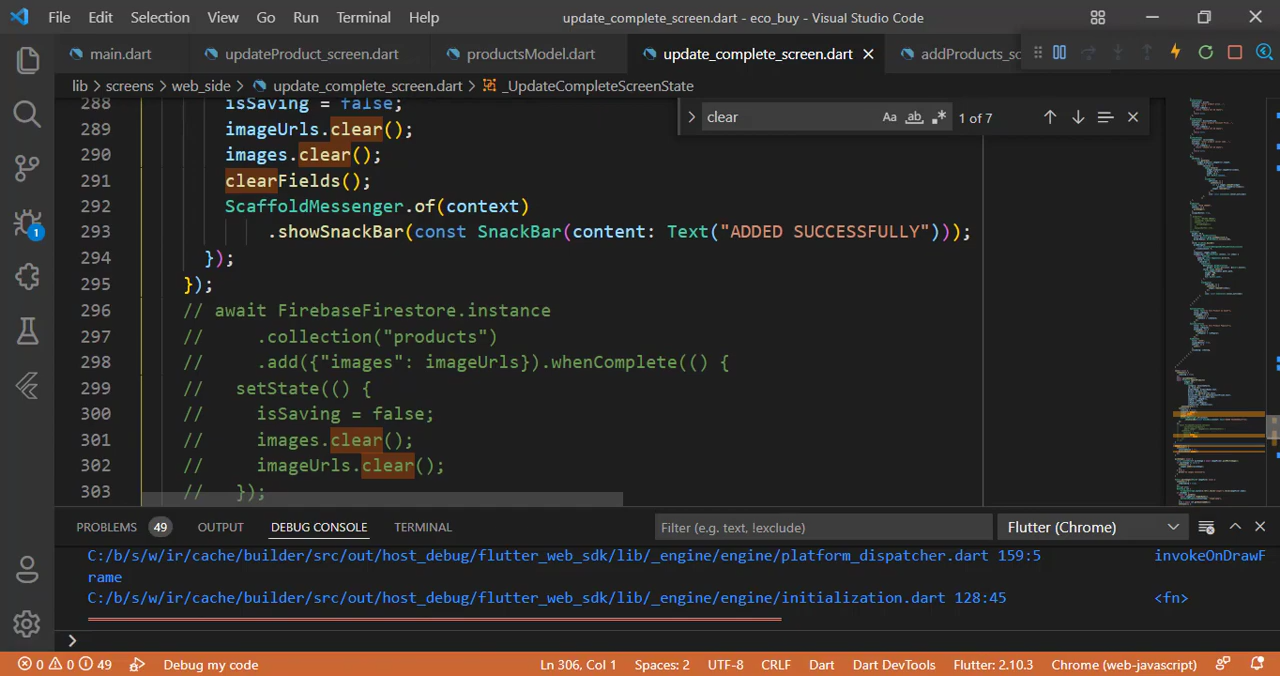 File Edit Selection View Go Run Terminal Help update_complete_screen.dart - eco_buy - Visual Studio Code
main.dart updateProduct_screen.dart productsModel.dart update_complete_screen.dart addProducts_sc
lib > screens > web_side > update_complete_screen.dart > _UpdateCompleteScreenState
clear Aa ab 1 of 7
288 isSaving = false;
289 imageUrls.clear();
290 images.clear();
291 clearFields();
292 ScaffoldMessenger.of(context)
293 .showSnackBar(const SnackBar(content: Text("ADDED SUCCESSFULLY")));
294 });
295 });
296 // await FirebaseFirestore.instance
297 // .collection("products")
298 // .add({"images": imageUrls}).whenComplete(() {
299 // setState(() {
300 // isSaving = false;
301 // images.clear();
302 // imageUrls.clear();
303 // });
PROBLEMS 49 OUTPUT DEBUG CONSOLE TERMINAL Filter (e.g. text, !exclude) Flutter (Chrome)
C:/b/s/w/ir/cache/builder/src/out/host_debug/flutter_web_sdk/lib/_engine/engine/platform_dispatcher.dart 159:5 invokeOnDrawF
rame
C:/b/s/w/ir/cache/builder/src/out/host_debug/flutter_web_sdk/lib/_engine/engine/initialization.dart 128:45 <fn>
1
>
0 0 49 Debug my code Ln 306, Col 1 Spaces: 2 UTF-8 CRLF Dart Dart DevTools Flutter: 2.10.3 Chrome (web-javascript)